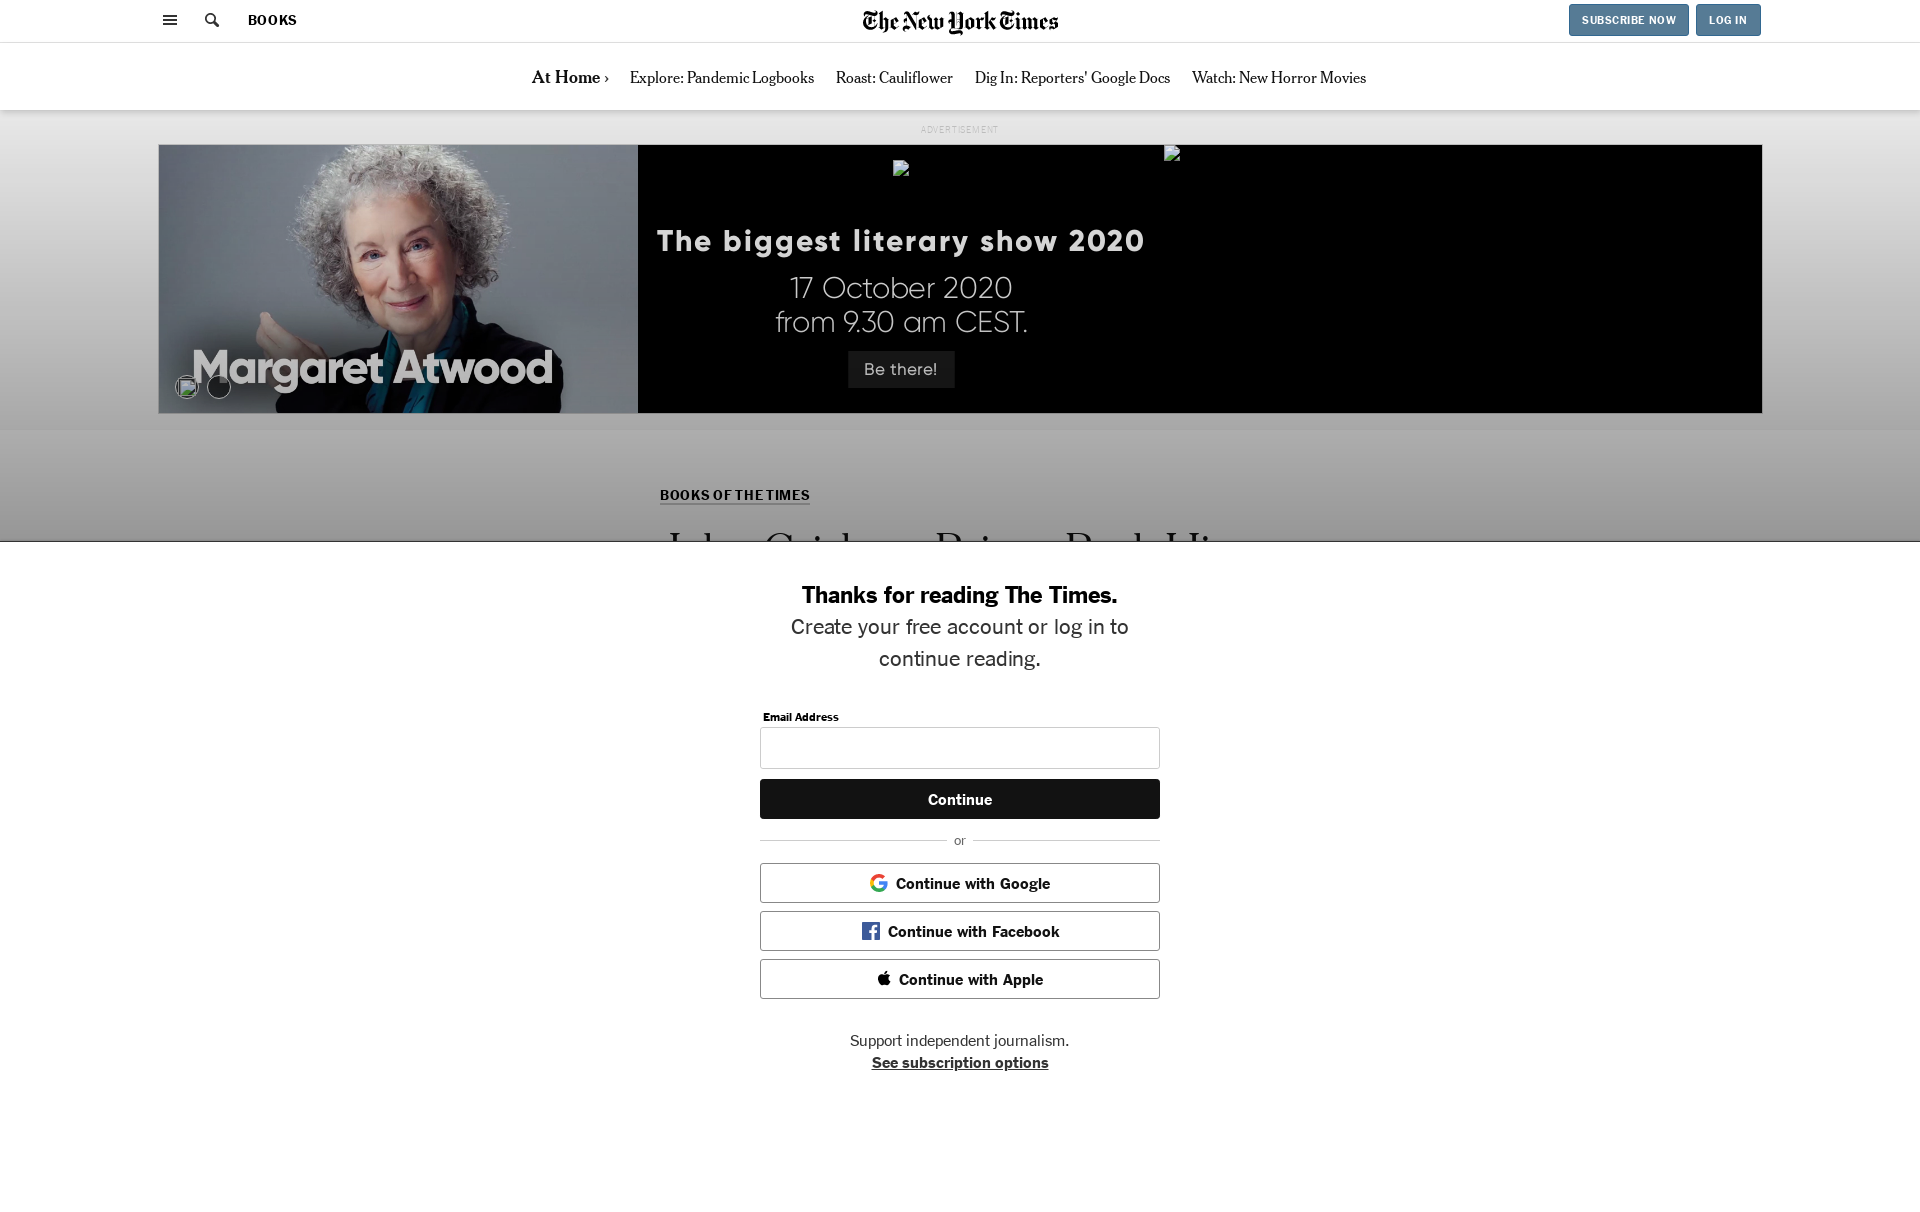 BOOKS
The New York Times
SUBSCRIBE NOW
LOG IN
At Home ›
Explore: Pandemic Logbooks
Roast: Cauliflower
Dig In: Reporters' Google Docs
Watch: New Horror Movies
ADVERTISEMENT
The biggest literary show 2020
17 October 2020
from 9.30 am CEST.
Be there!
Margaret Atwood
BOOKS OF THE TIMES
Thanks for reading The Times.
Create your free account or log in to
continue reading.
Email Address
Continue
or
Continue with Google
Continue with Facebook
Continue with Apple
Support independent journalism.
See subscription options